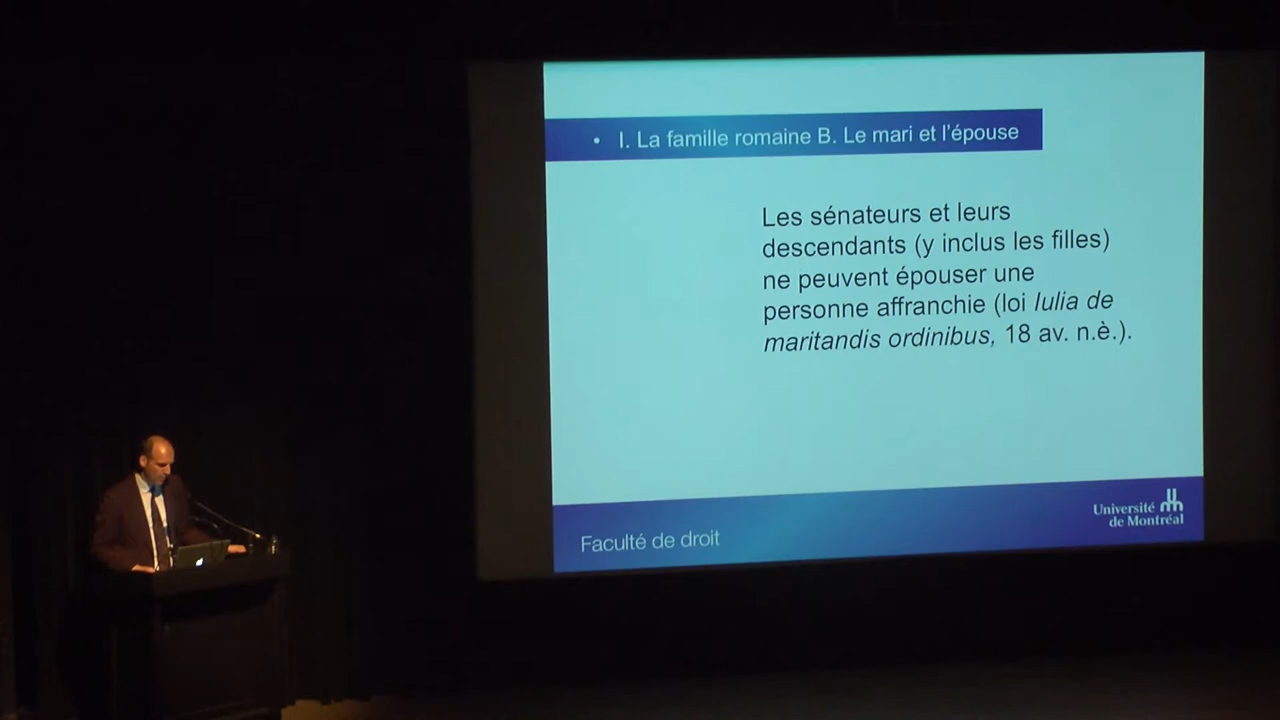 • I. La famille romaine B. Le mari et l'épouse
Les sénateurs et leurs
descendants (y inclus les filles)
ne peuvent épouser une
personne affranchie (loi Iulia de
maritandis ordinibus, 18 av. n.è.).
Faculté de droit
Université
de Montréal